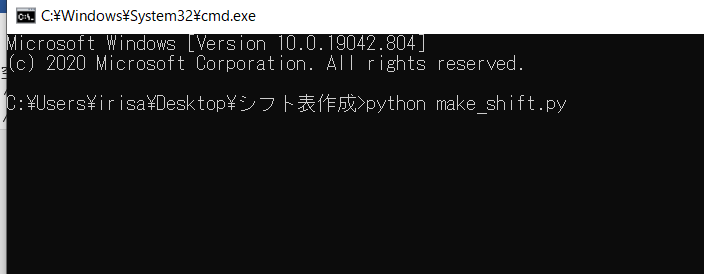 C:¥Windows¥System32¥cmd.exe
Microsoft Windows [Version 10.0.19042.804]
(c) 2020 Microsoft Corporation. All rights reserved.
C:¥Users¥irisa¥Desktop¥シフト表作成>python make_shift.py